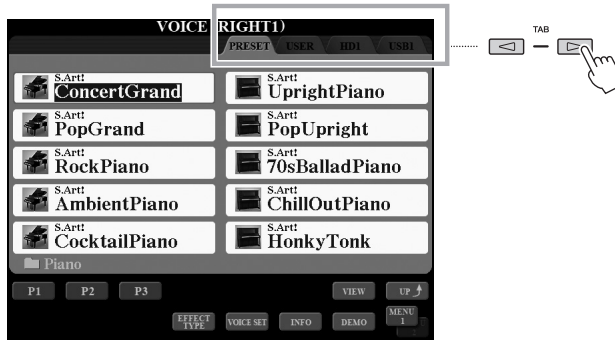 VOICE (RIGHT1)
PRESET USER HD1 USB1
TAB
S.Art!
ConcertGrand
S.Art!
UprightPiano
S.Art!
PopGrand
S.Art!
PopUpright
S.Art!
RockPiano
S.Art!
70sBalladPiano
S.Art!
AmbientPiano
S.Art!
ChillOutPiano
S.Art!
CocktailPiano
S.Art!
HonkyTonk
Piano
P1 P2 P3 VIEW UP
EFFECT TYPE VOICE SET INFO DEMO MENU 1